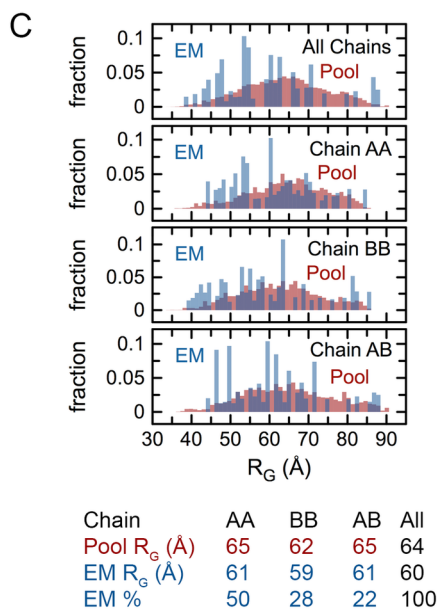 C
0.1
EM
All Chains
Pool
0.05
0
fraction
0.1
EM
Chain AA
Pool
0.05
0
fraction
0.1
EM
Chain BB
Pool
0.05
0
fraction
0.1
EM
Chain AB
Pool
0.05
0
fraction
30 40 50 60 70 80 90
R_G (Å)
Chain AA BB AB All
Pool R_G (Å) 65 62 65 64
EM R_G (Å) 61 59 61 60
EM % 50 28 22 100